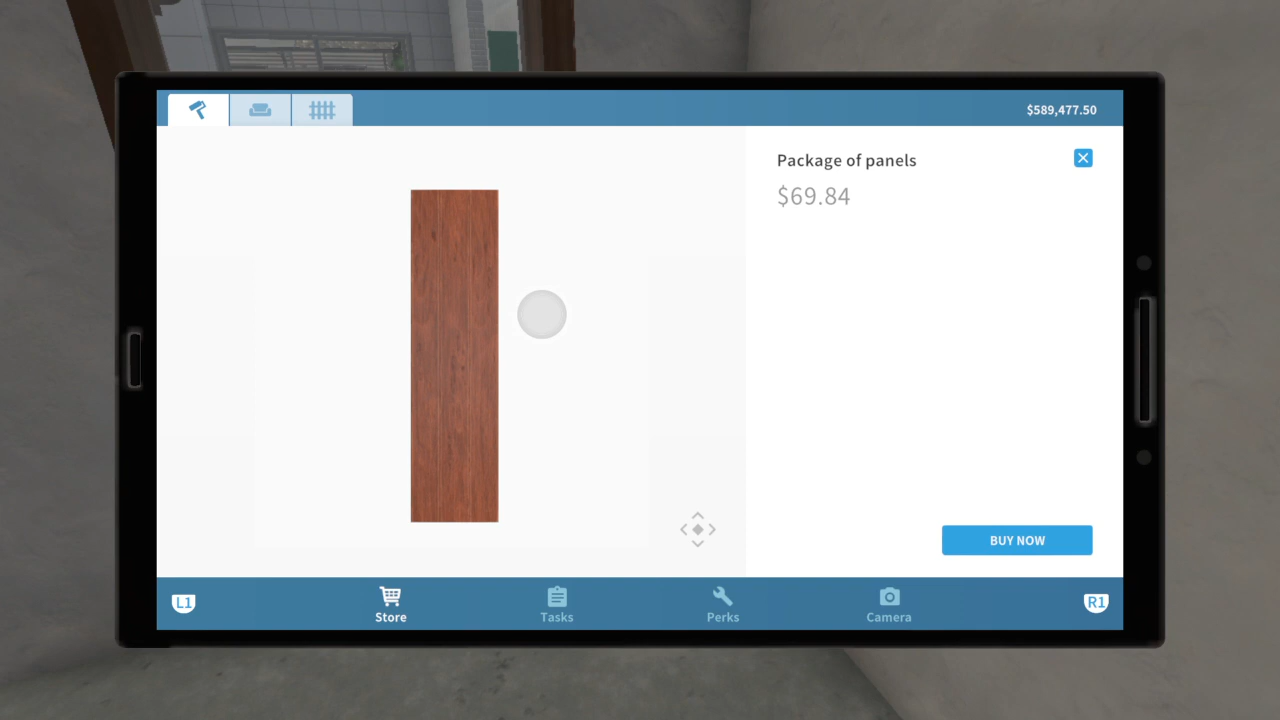 $589,477.50
Package of panels
$69.84
BUY NOW
L1
Store
Tasks
Perks
Camera
R1